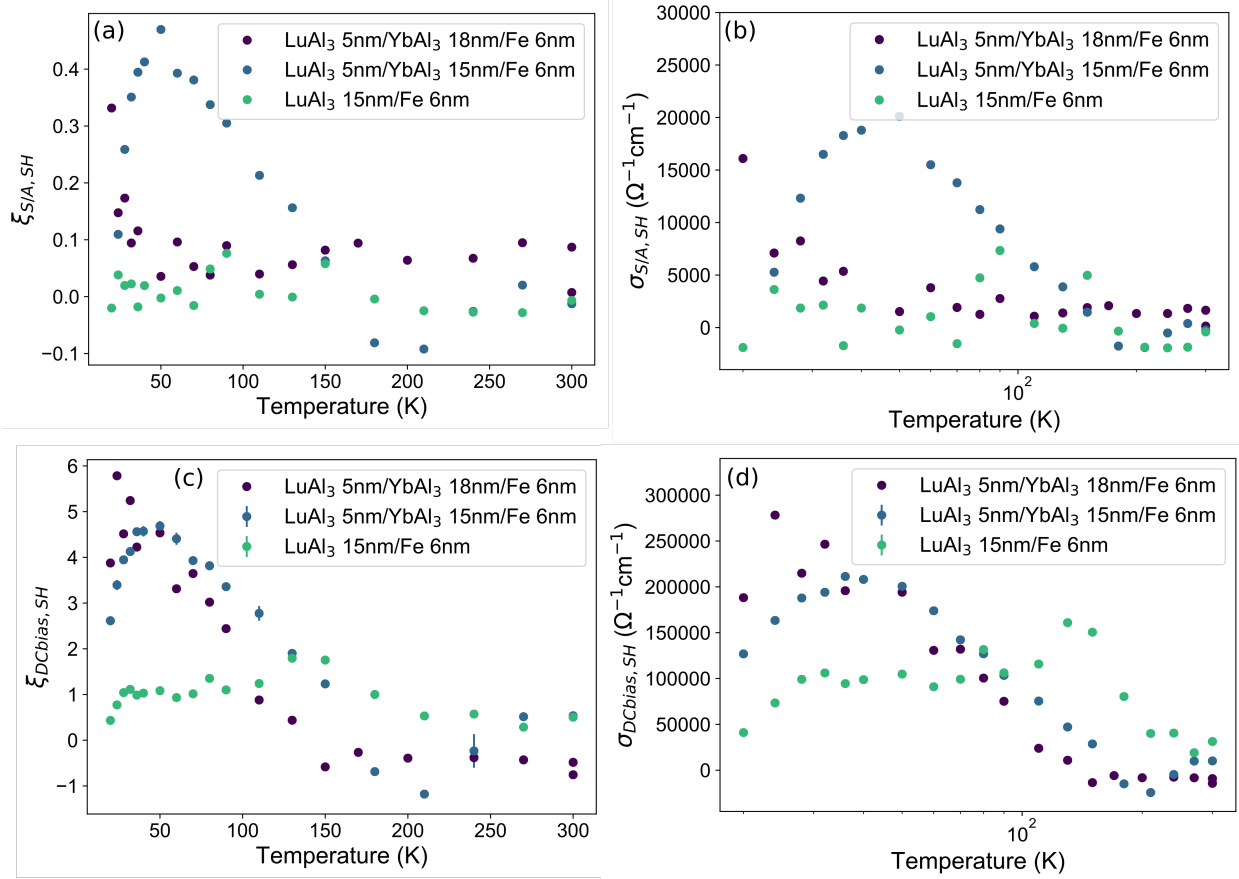 (a)
LuAl₃ 5nm/YbAl₃ 18nm/Fe 6nm
LuAl₃ 5nm/YbAl₃ 15nm/Fe 6nm
LuAl₃ 15nm/Fe 6nm
ξS/A, SH
0.4
0.3
0.2
0.1
0.0
−0.1
50
100
150
200
250
300
Temperature (K)
(b)
LuAl₃ 5nm/YbAl₃ 18nm/Fe 6nm
LuAl₃ 5nm/YbAl₃ 15nm/Fe 6nm
LuAl₃ 15nm/Fe 6nm
σS/A, SH (Ω⁻¹cm⁻¹)
30000
25000
20000
15000
10000
5000
0
10²
Temperature (K)
(c)
LuAl₃ 5nm/YbAl₃ 18nm/Fe 6nm
LuAl₃ 5nm/YbAl₃ 15nm/Fe 6nm
LuAl₃ 15nm/Fe 6nm
ξDCbias, SH
6
5
4
3
2
1
0
−1
50
100
150
200
250
300
Temperature (K)
(d)
LuAl₃ 5nm/YbAl₃ 18nm/Fe 6nm
LuAl₃ 5nm/YbAl₃ 15nm/Fe 6nm
LuAl₃ 15nm/Fe 6nm
σDCbias, SH (Ω⁻¹cm⁻¹)
300000
250000
200000
150000
100000
50000
0
10²
Temperature (K)